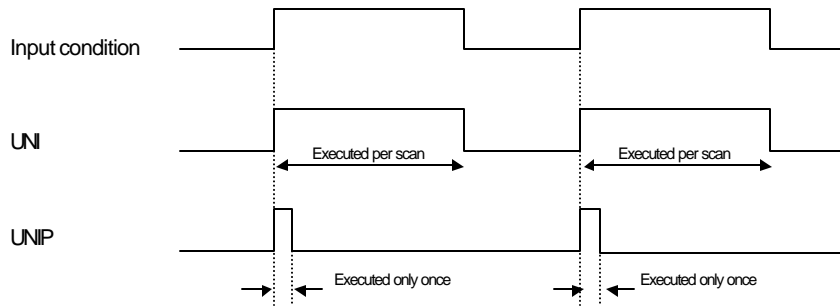 Input condition
UNI
Executed per scan
Executed per scan
UNIP
Executed only once
Executed only once